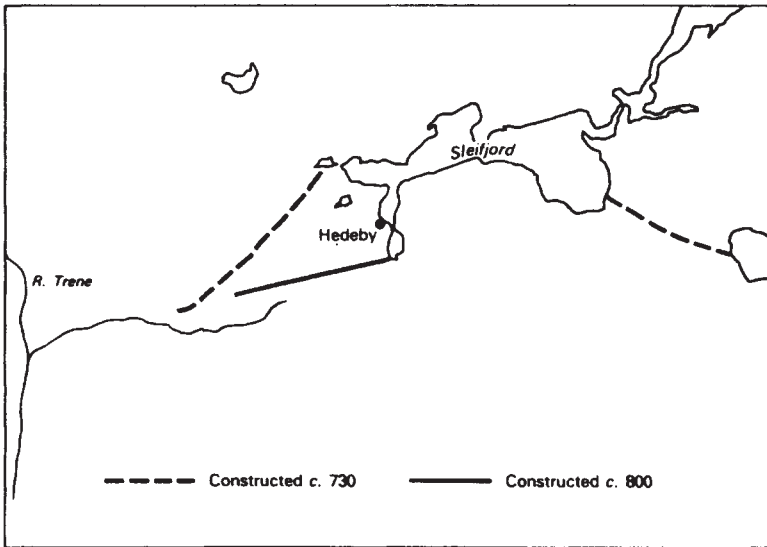 Sleifjord
Hedeby
R. Trene
Constructed c. 730
Constructed c. 800